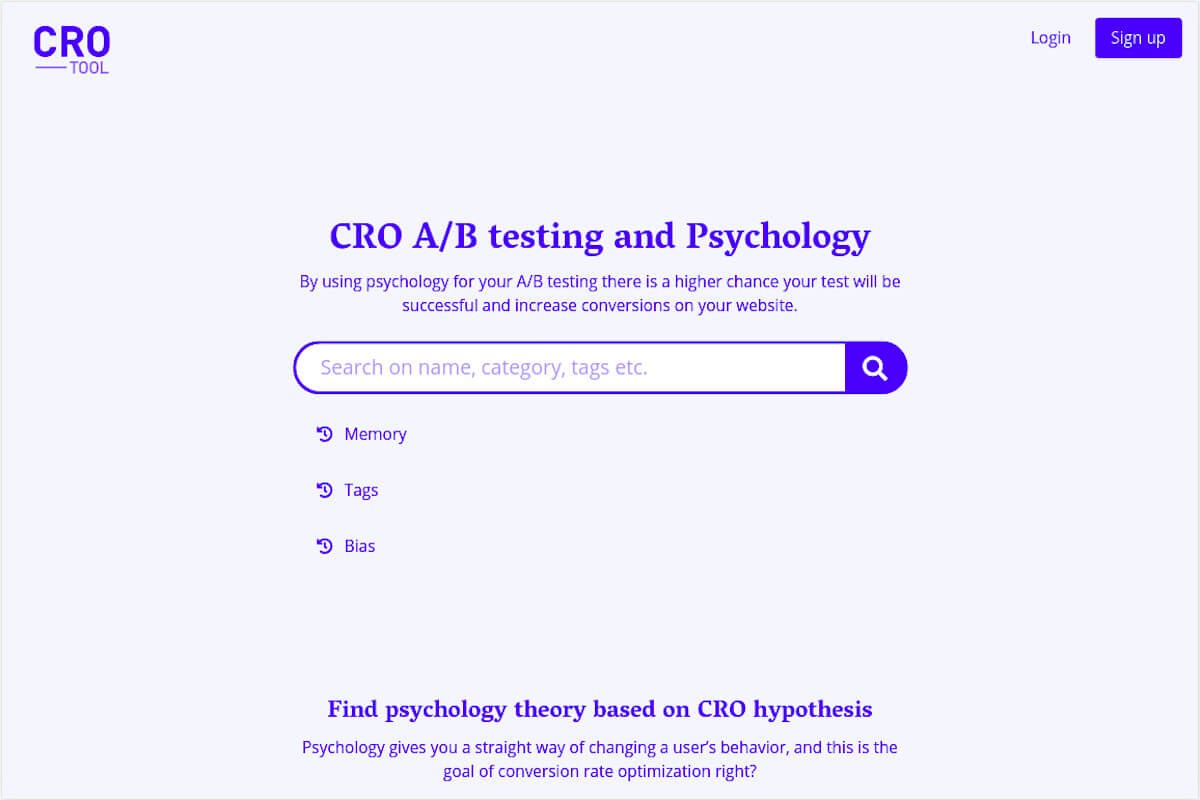 CRO
TOOL
Login
Sign up
CRO A/B testing and Psychology
By using psychology for your A/B testing there is a higher chance your test will be
successful and increase conversions on your website.
Search on name, category, tags etc.
Memory
Tags
Bias
Find psychology theory based on CRO hypothesis
Psychology gives you a straight way of changing a user’s behavior, and this is the
goal of conversion rate optimization right?